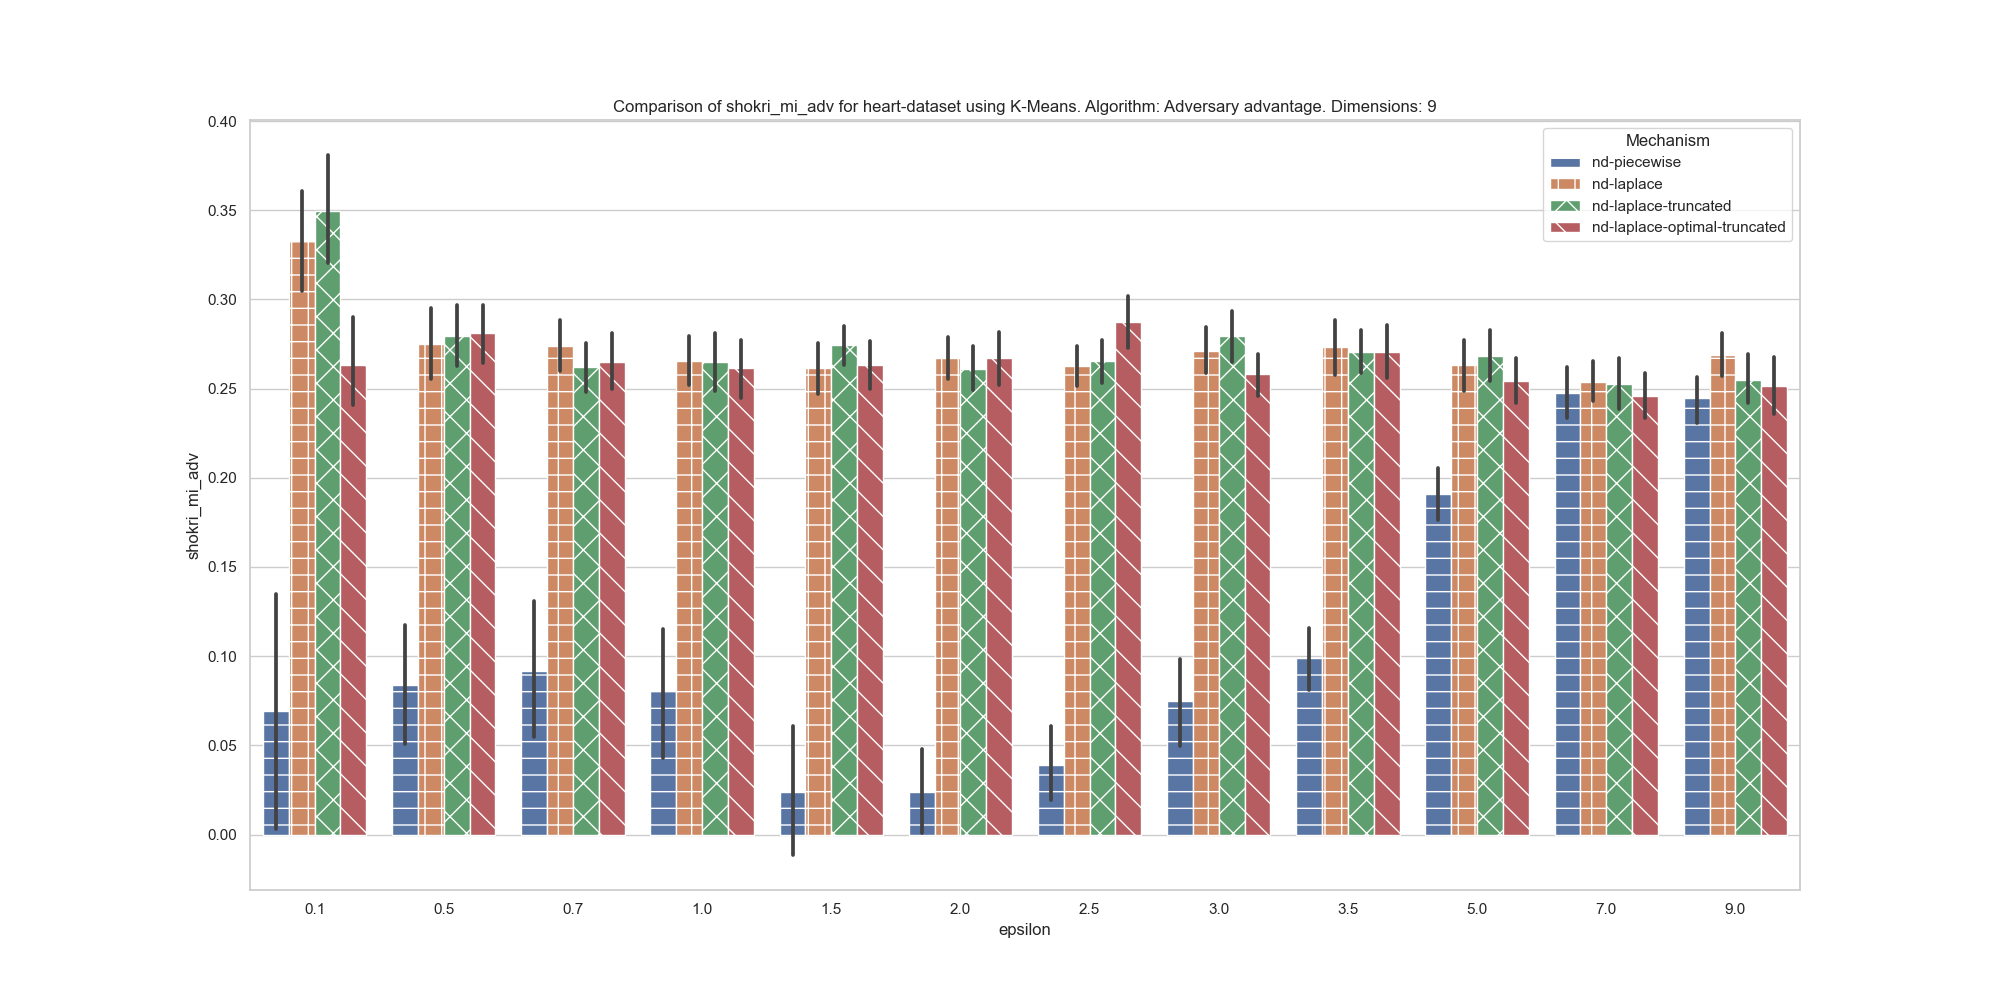 Comparison of shokri_mi_adv for heart-dataset using K-Means. Algorithm: Adversary advantage. Dimensions: 9
Mechanism
nd-piecewise
nd-laplace
nd-laplace-truncated
nd-laplace-optimal-truncated
shokri_mi_adv
0.40
0.35
0.30
0.25
0.20
0.15
0.10
0.05
0.00
0.1 0.5 0.7 1.0 1.5 2.0 2.5 3.0 3.5 5.0 7.0 9.0
epsilon